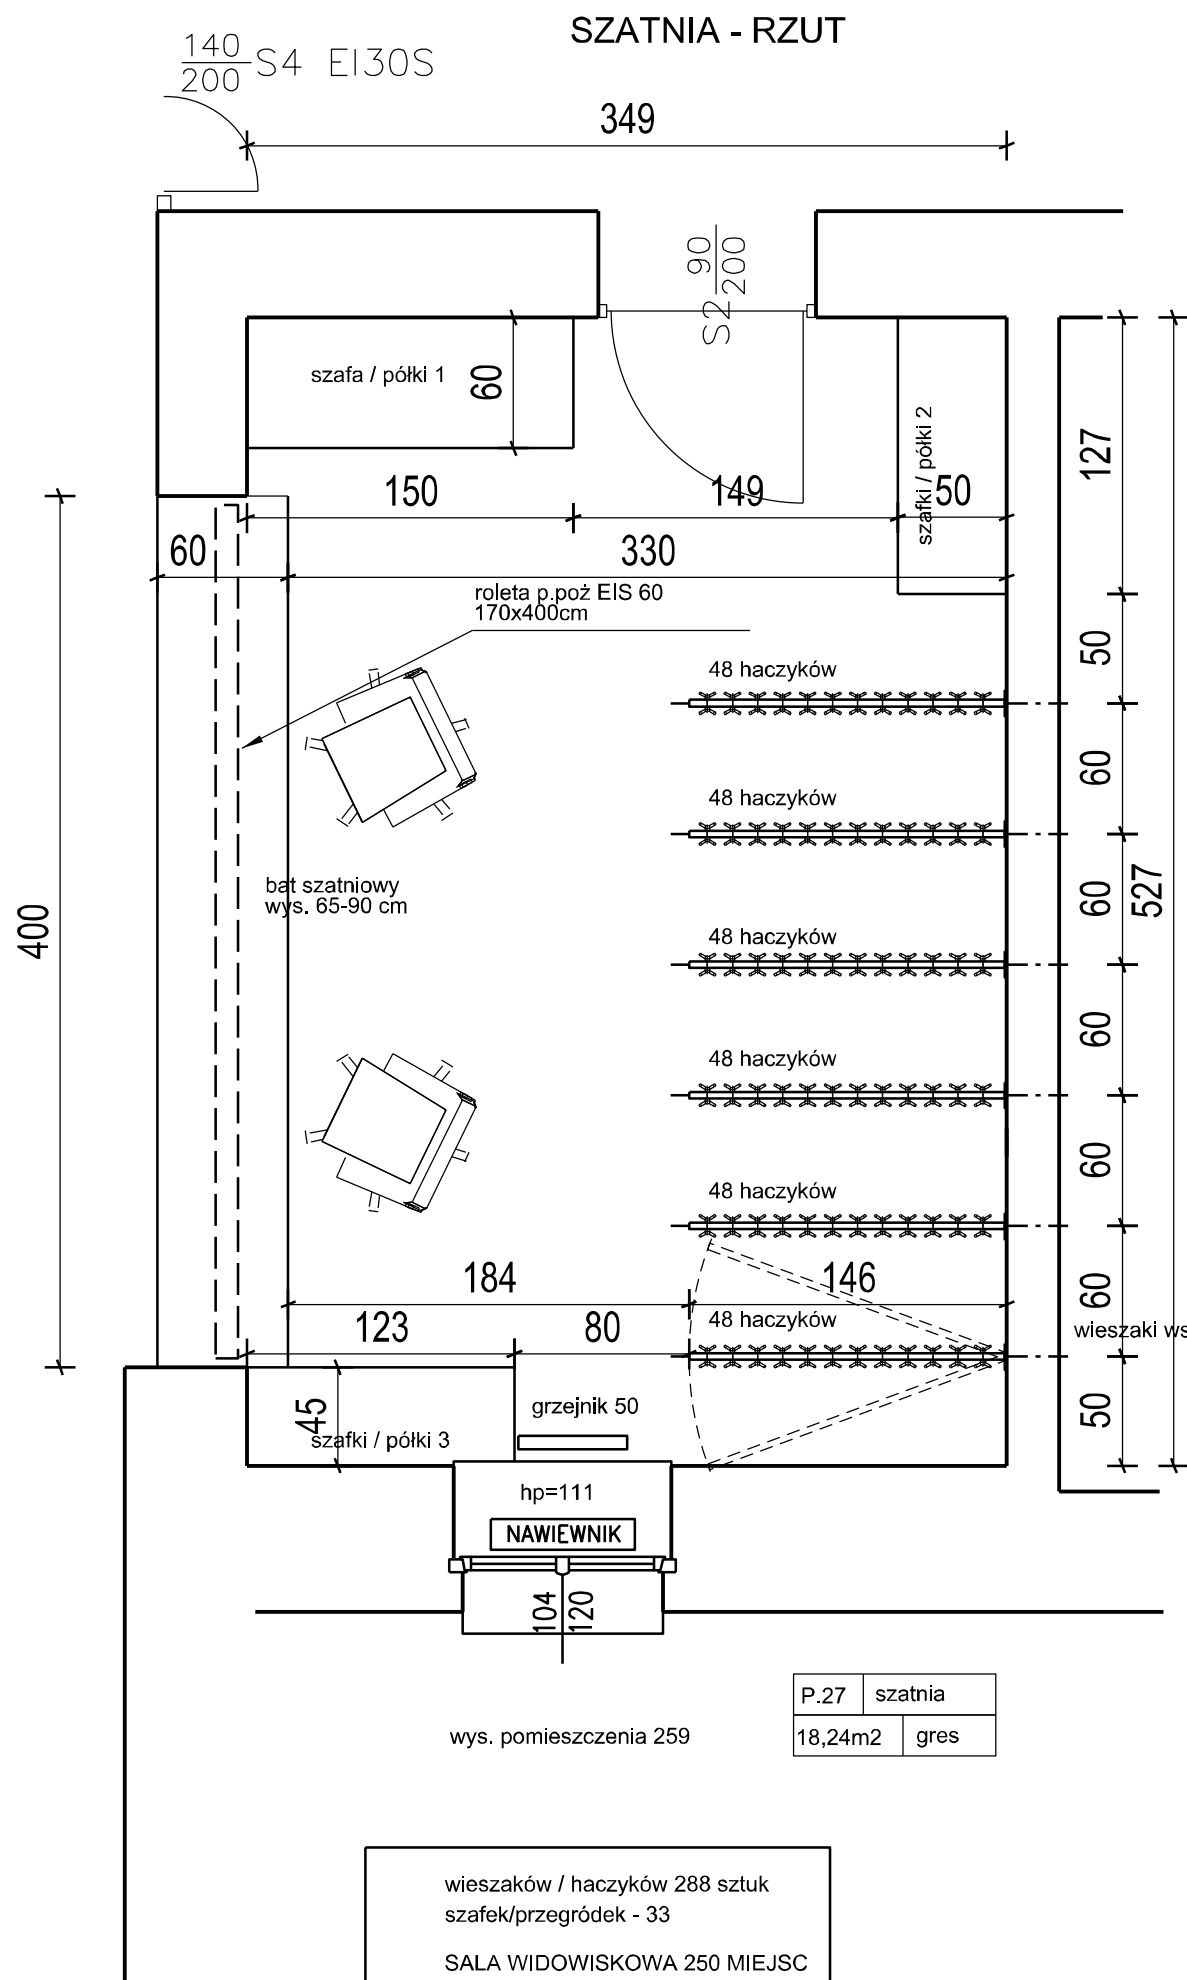 SZATNIA - RZUT
140
200
S4 EI30S
349
S2
90
200
szafa / półki 1
60
szafki / półki 2
127
150
149
50
60
330
roleta p.poż EIS 60
170x400cm
50
48 haczyków
60
48 haczyków
bat szatniowy
wys. 65-90 cm
400
60
527
48 haczyków
60
48 haczyków
60
48 haczyków
184
146
60
123
80
48 haczyków
wieszaki ws
45
grzejnik 50
50
szafki / półki 3
hp=111
NAWIEWNIK
104
120
P.27 szatnia
18,24m2 gres
wys. pomieszczenia 259
wieszaków / haczyków 288 sztuk
szafek/przegródek - 33
SALA WIDOWISKOWA 250 MIEJSC